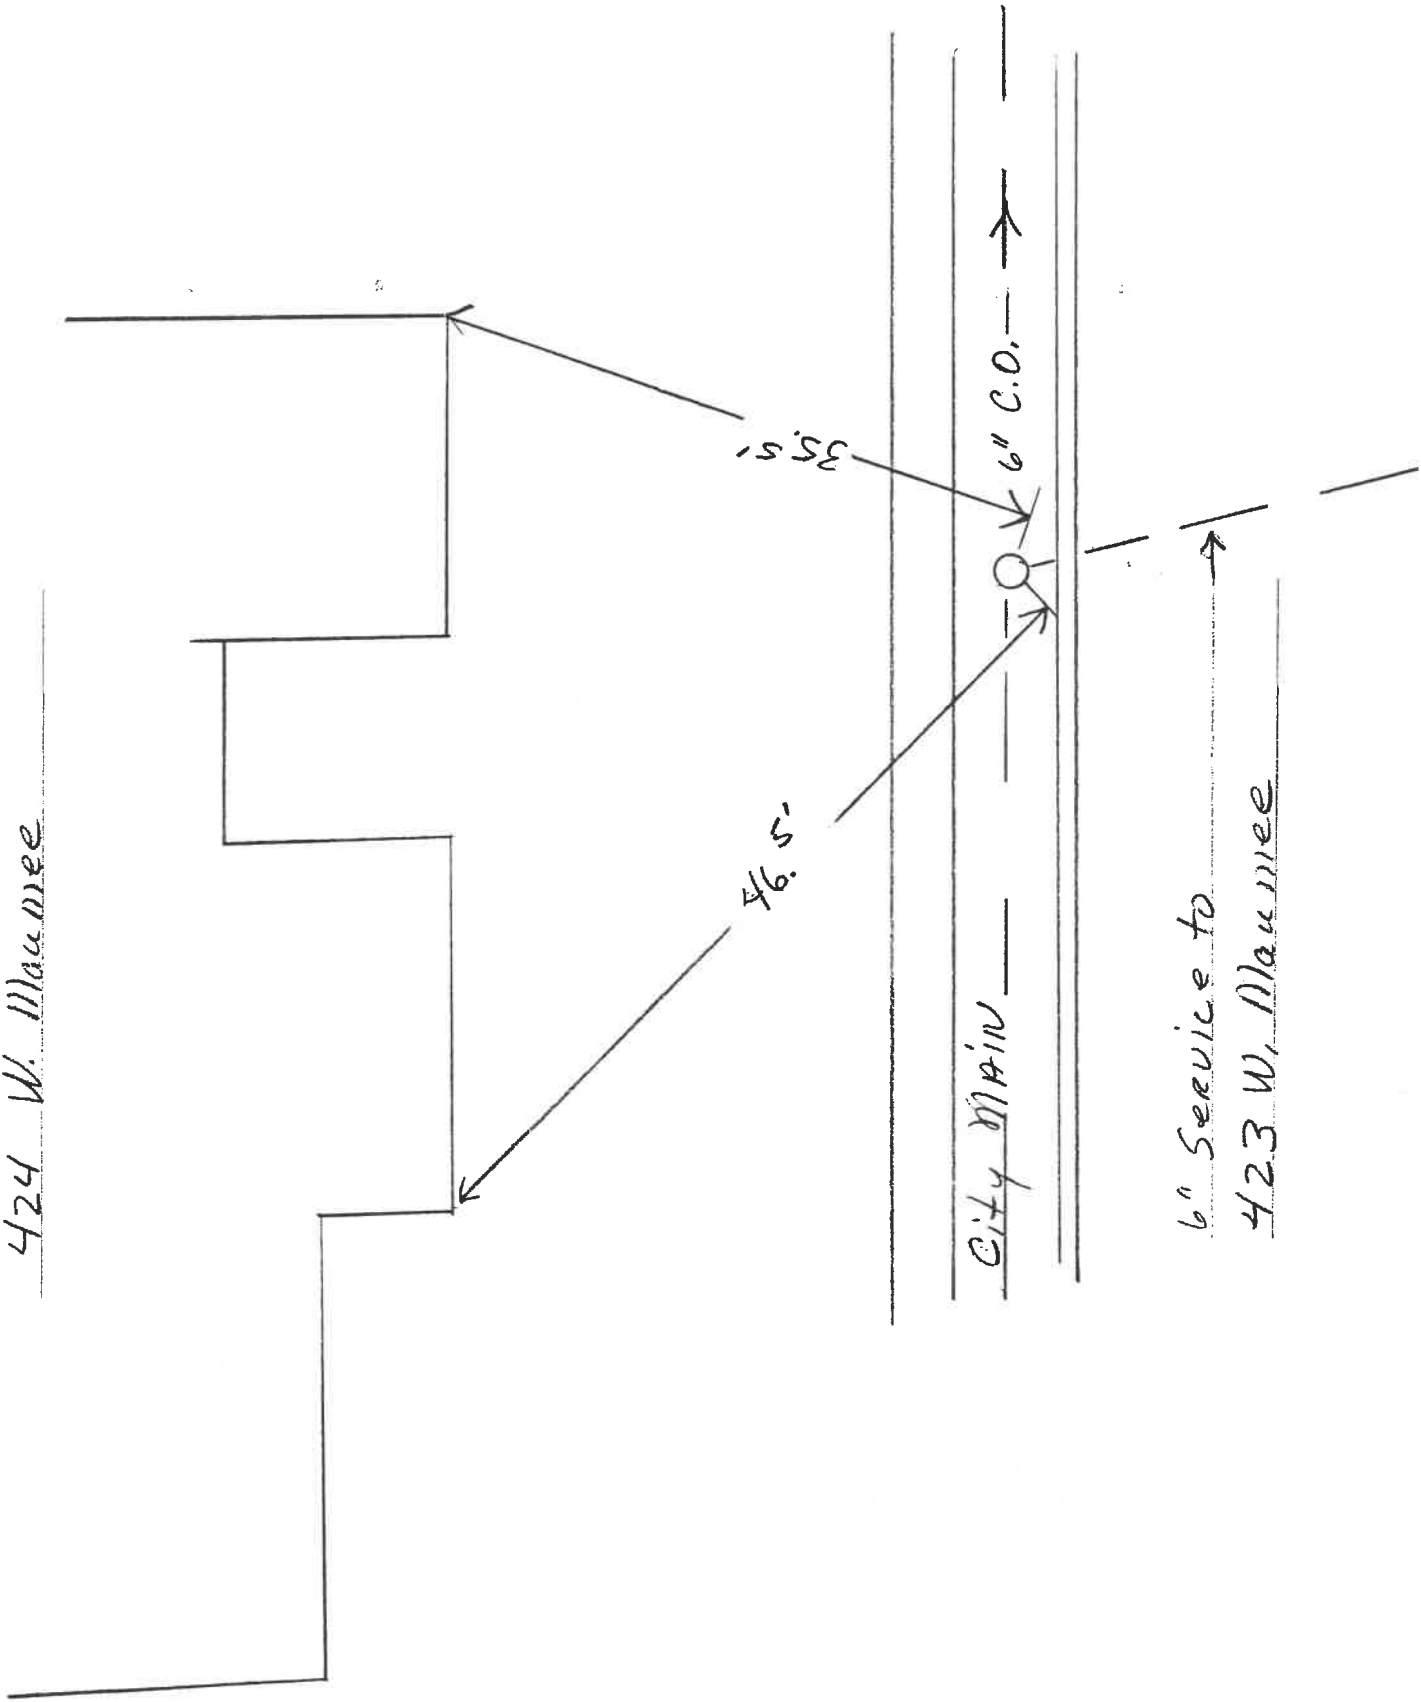 424 W. Maumee
35.5'
46.5'
6" C.O.
City MAIN
6" Service to
423 W. Maumee